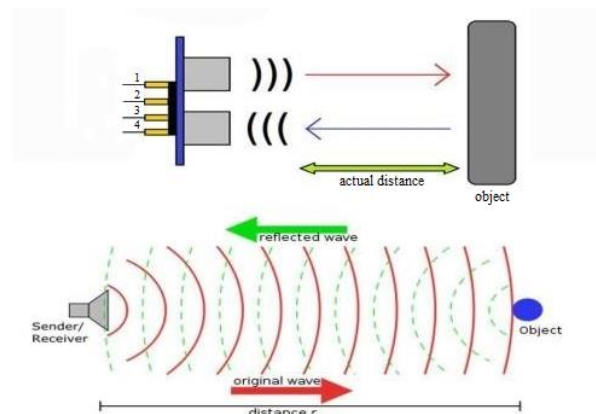 1
2
3
4
actual distance
object
reflected wave
Sender/
Receiver
Object
original wave
distance r